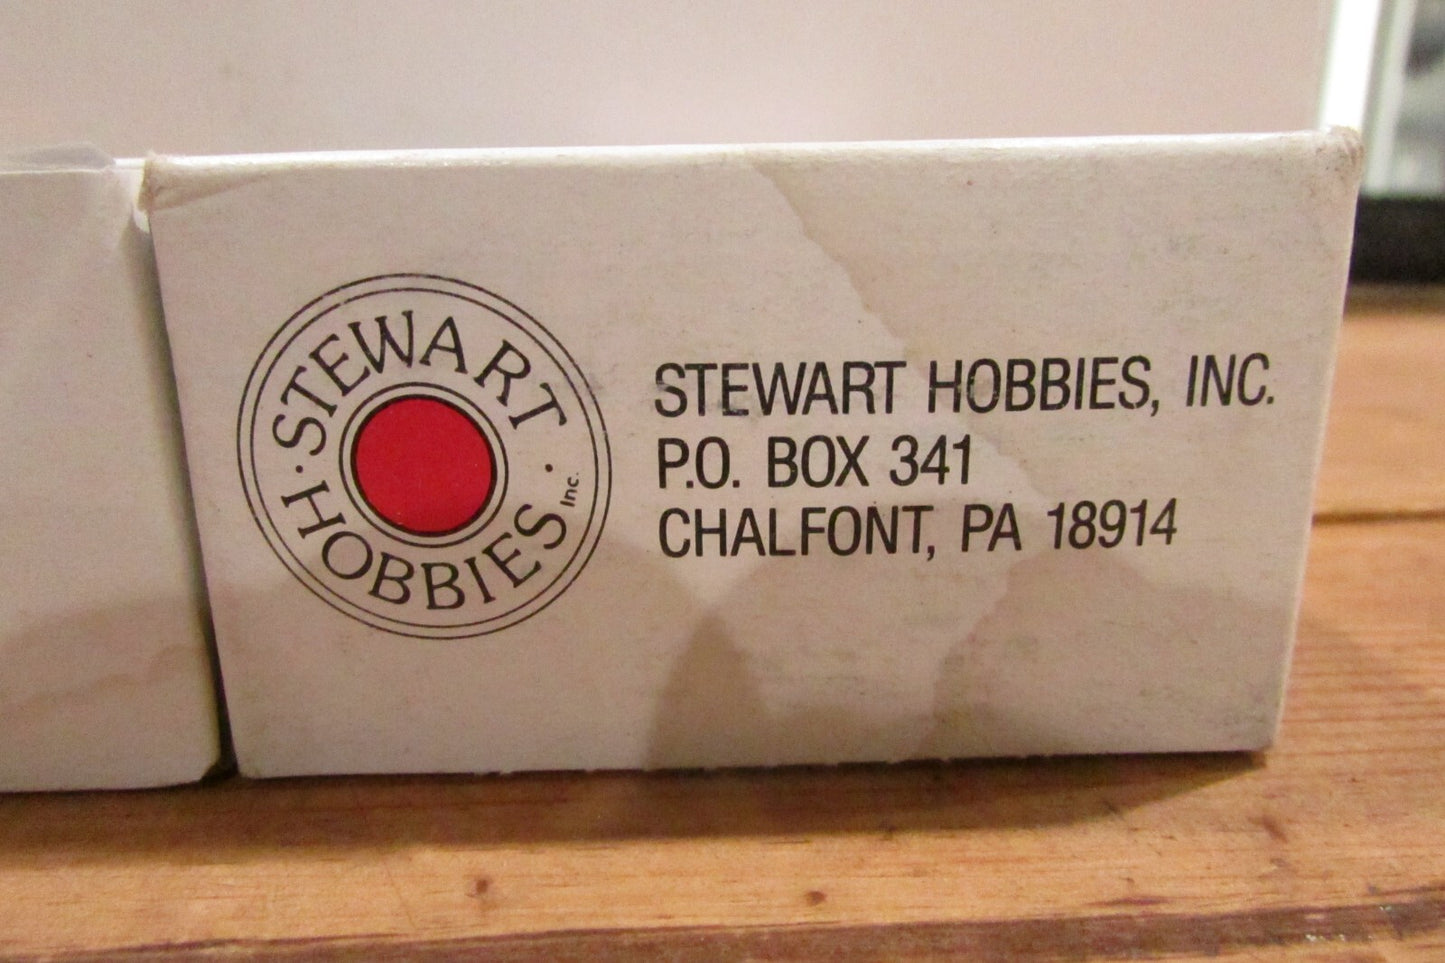 STEWART
HOBBIES Inc.
STEWART HOBBIES, INC.
P.O. BOX 341
CHALFONT, PA 18914